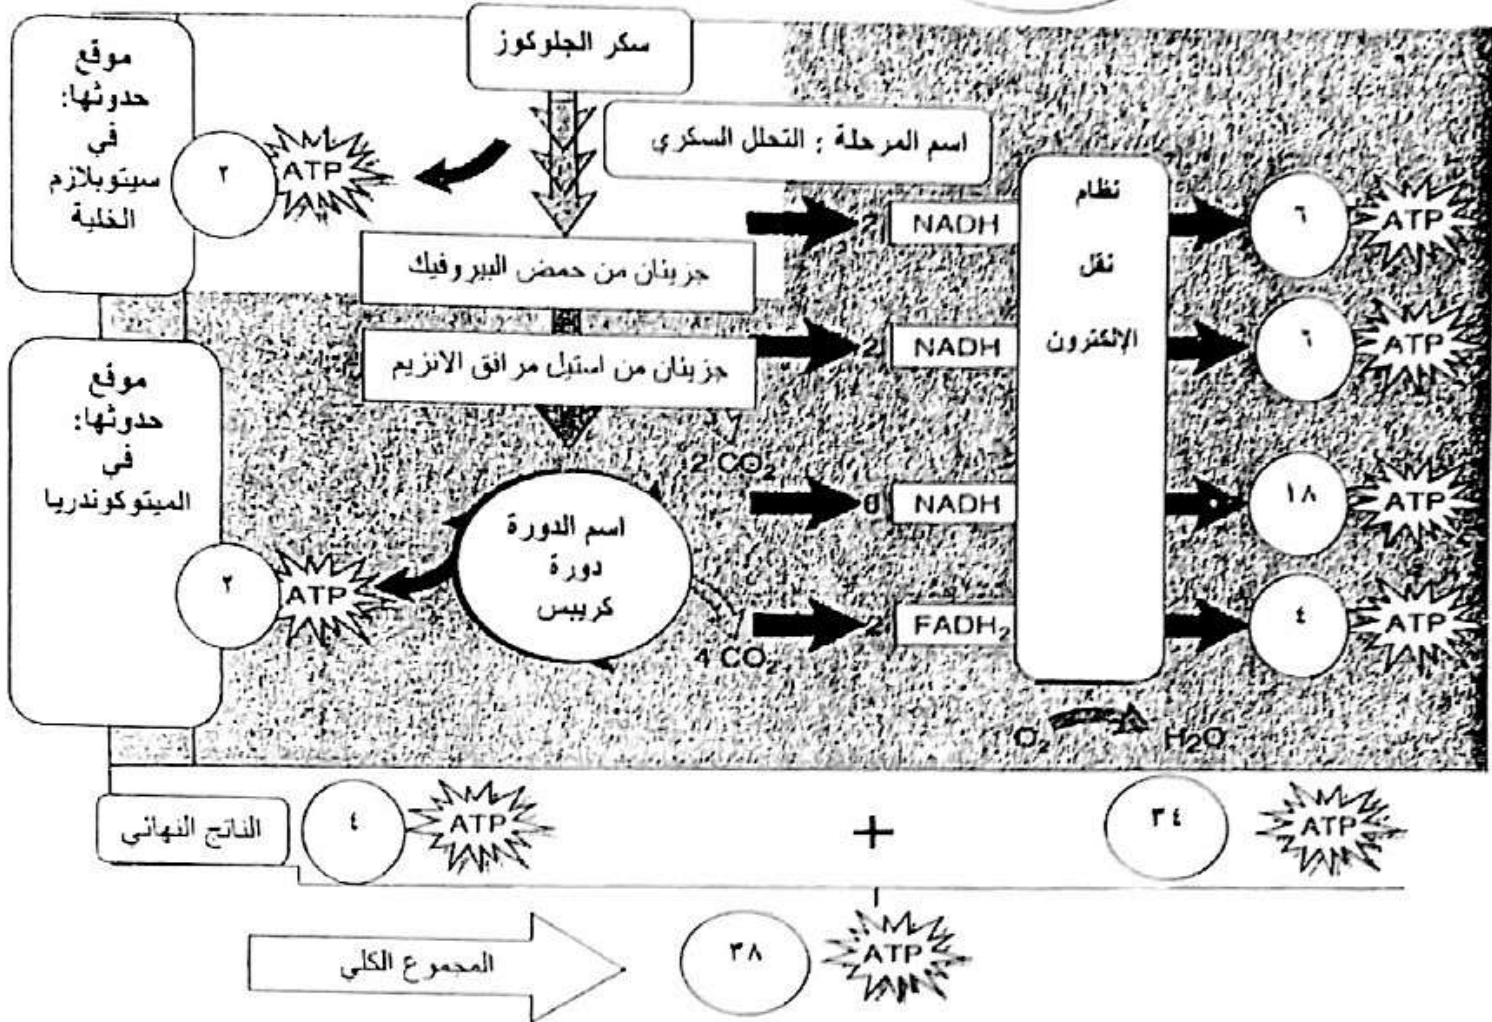 سكر الجلوكوز
موقع
حدوثها:
في
سيتوبلازم
الخلية
٢
ATP
اسم المرحلة : التحلل السكري
جزيئان من حمض البيروفيك
2 NADH
نظام
نقل
الإلكترون
٦
ATP
جزيئان من استيل مرافق الانزيم
2 NADH
٦
ATP
موقع
حدوثها:
في
الميتوكوندريا
2 CO₂
اسم الدورة
دورة
كريبس
٢
ATP
6 NADH
١٨
ATP
4 CO₂
2 FADH₂
٤
ATP
O₂ H₂O
الناتج النهائي
٤
ATP
+
٣٤
ATP
المجموع الكلي
٣٨
ATP